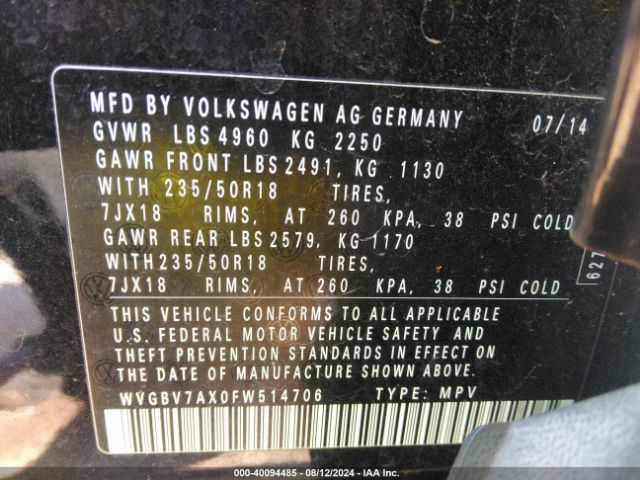 MFD BY VOLKSWAGEN AG GERMANY 07/14
GVWR LBS 4960 KG 2250
GAWR FRONT LBS 2491, KG 1130
WITH 235/50R18 TIRES,
7JX18 RIMS, AT 260 KPA, 38 PSI COLD
GAWR REAR LBS 2579, KG 1170
WITH235/50R18 TIRES,
7JX18 RIMS, AT 260 KPA, 38 PSI COLD
627
THIS VEHICLE CONFORMS TO ALL APPLICABLE
U.S. FEDERAL MOTOR VEHICLE SAFETY AND
THEFT PREVENTION STANDARDS IN EFFECT ON
THE DATE OF MANUFACTURE SHOWN ABOVE.
WVGBV7AX0FW514706 TYPE: MPV
000-40094485 - 08/12/2024 - IAA Inc.